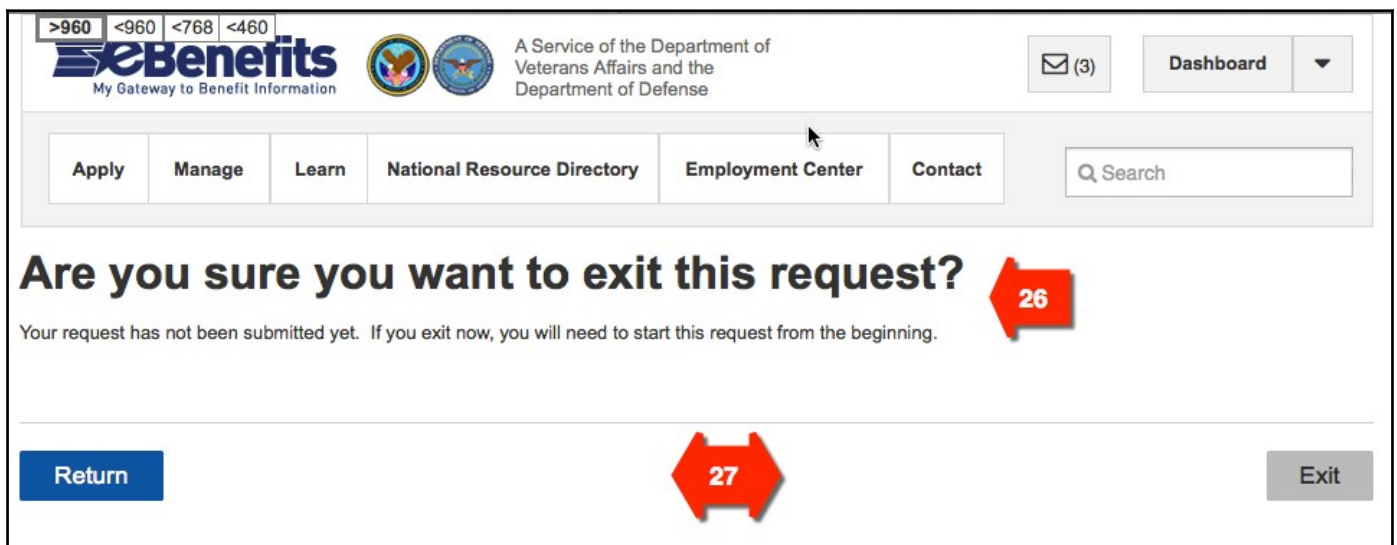 >960 <960 <768 <460
eBenefits
My Gateway to Benefit Information
A Service of the Department of
Veterans Affairs and the
Department of Defense
(3)
Dashboard
Apply Manage Learn National Resource Directory Employment Center Contact Search
Are you sure you want to exit this request?
26
Your request has not been submitted yet. If you exit now, you will need to start this request from the beginning.
Return 27 Exit